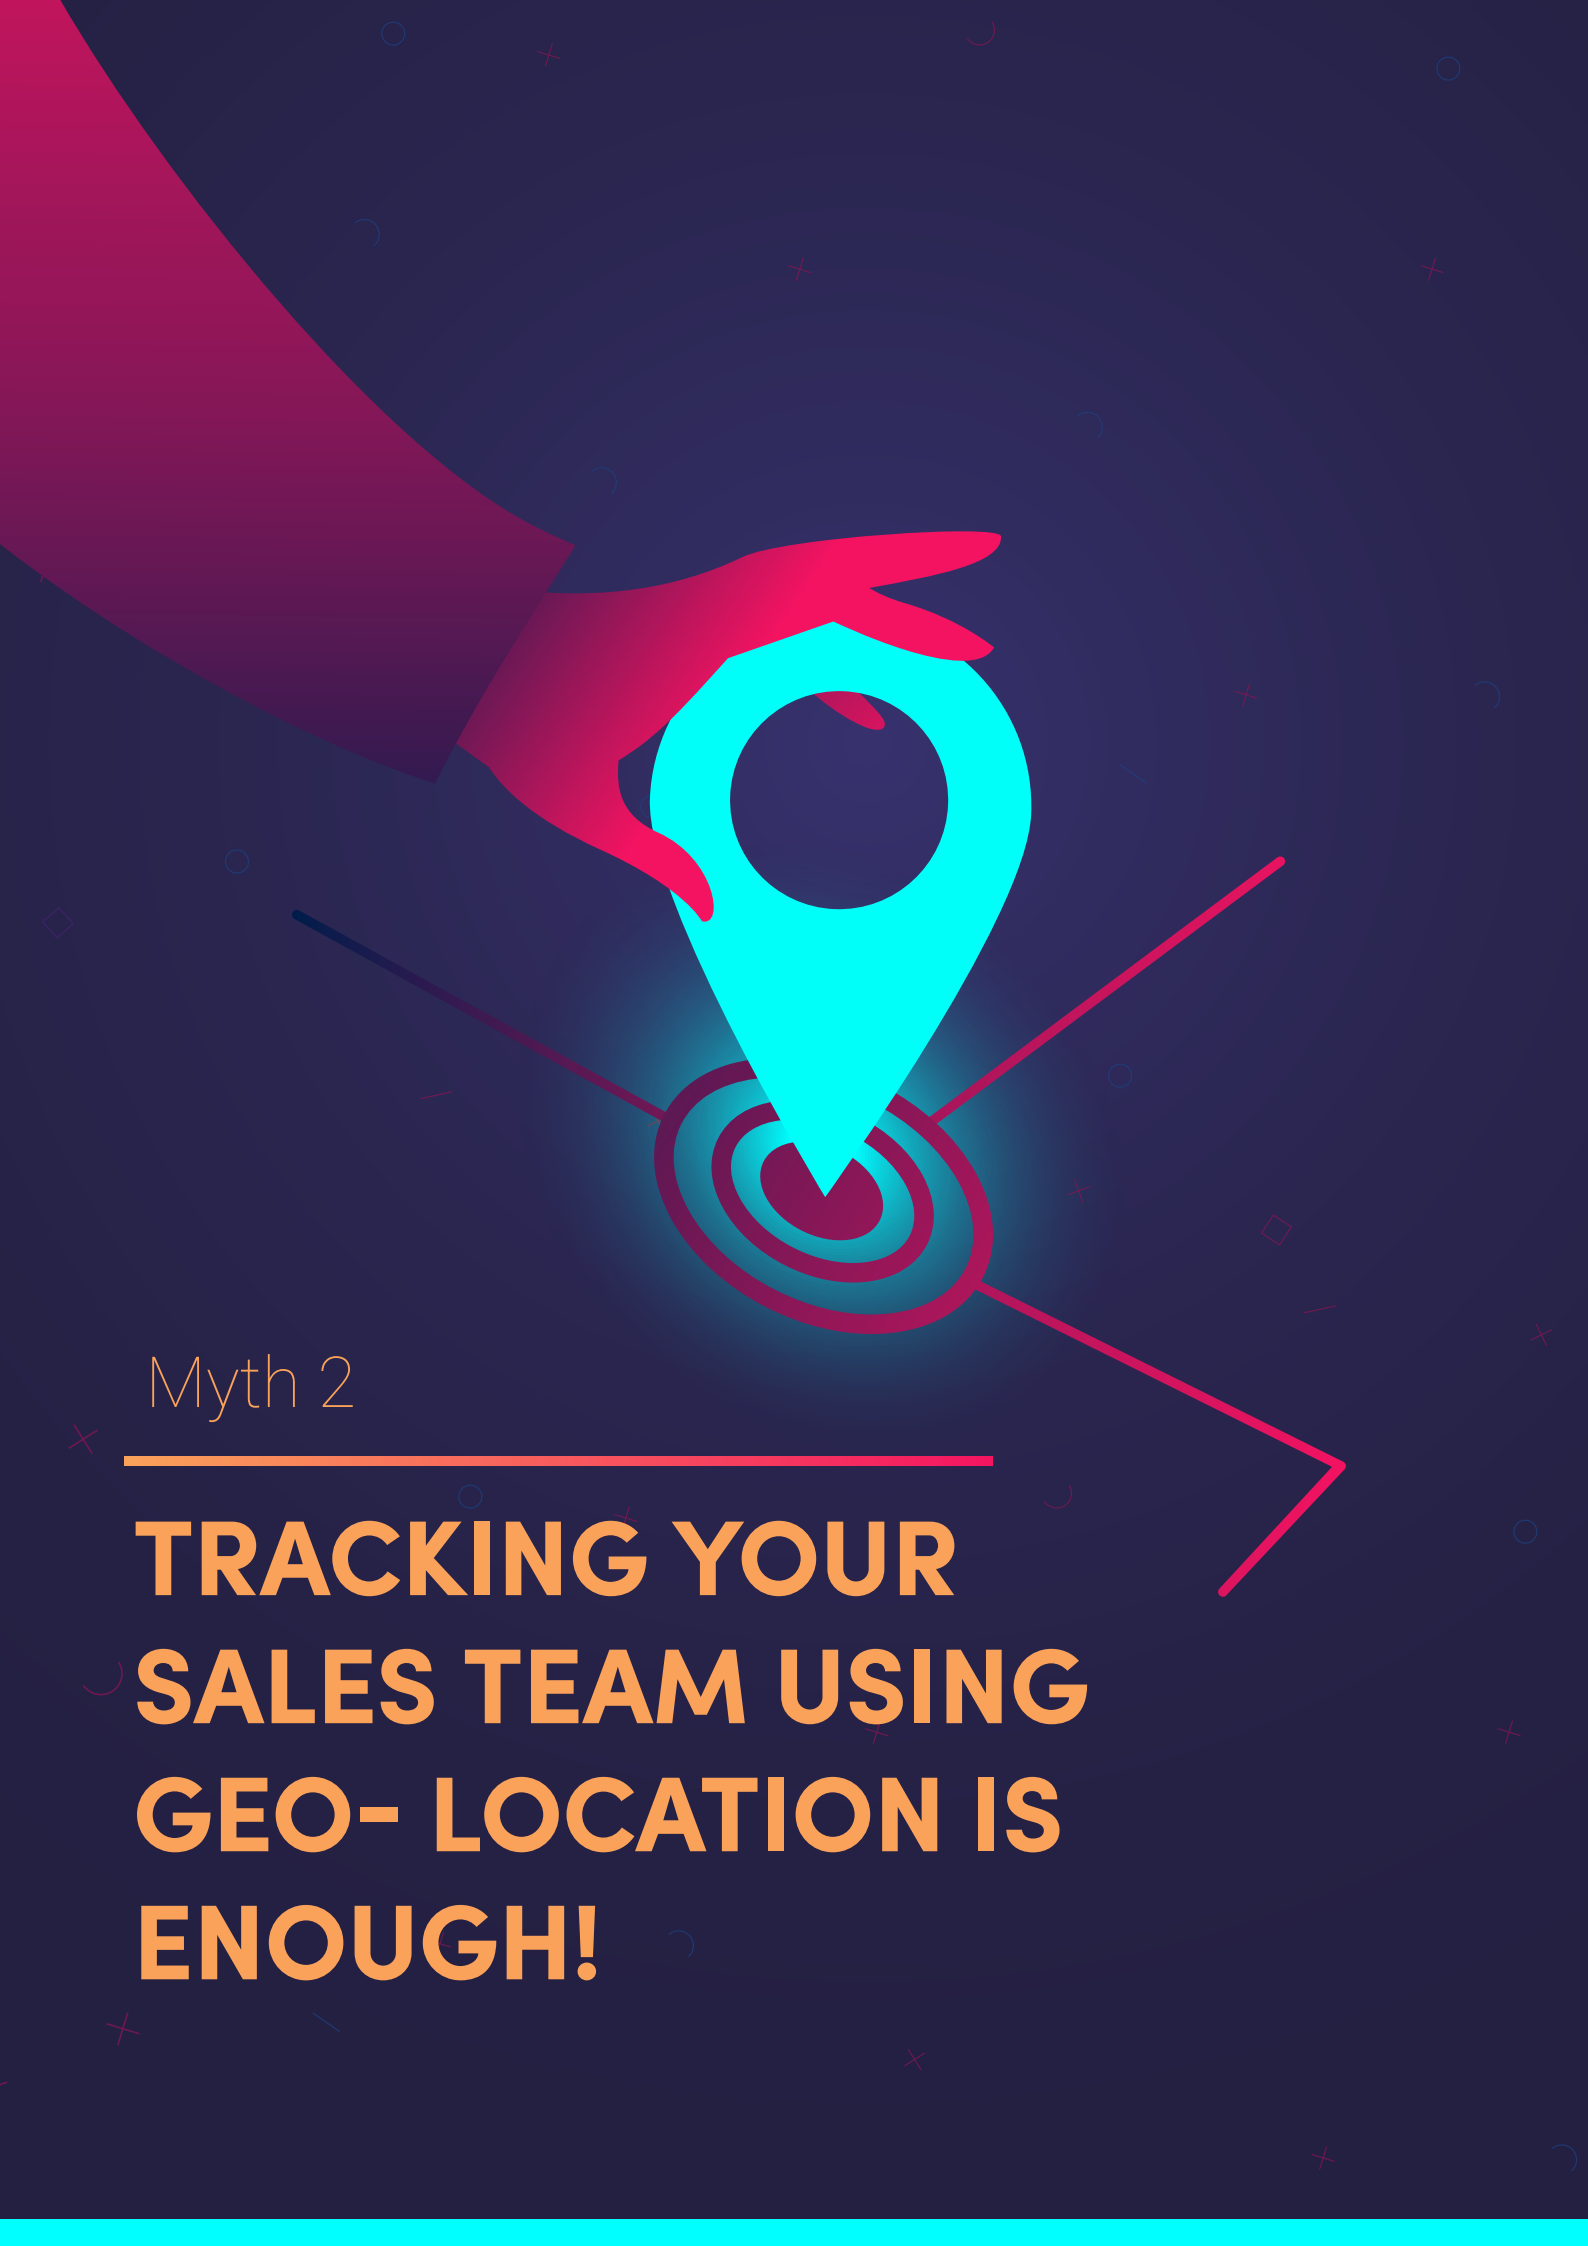 Myth 2
TRACKING YOUR
SALES TEAM USING
GEO- LOCATION IS
ENOUGH!